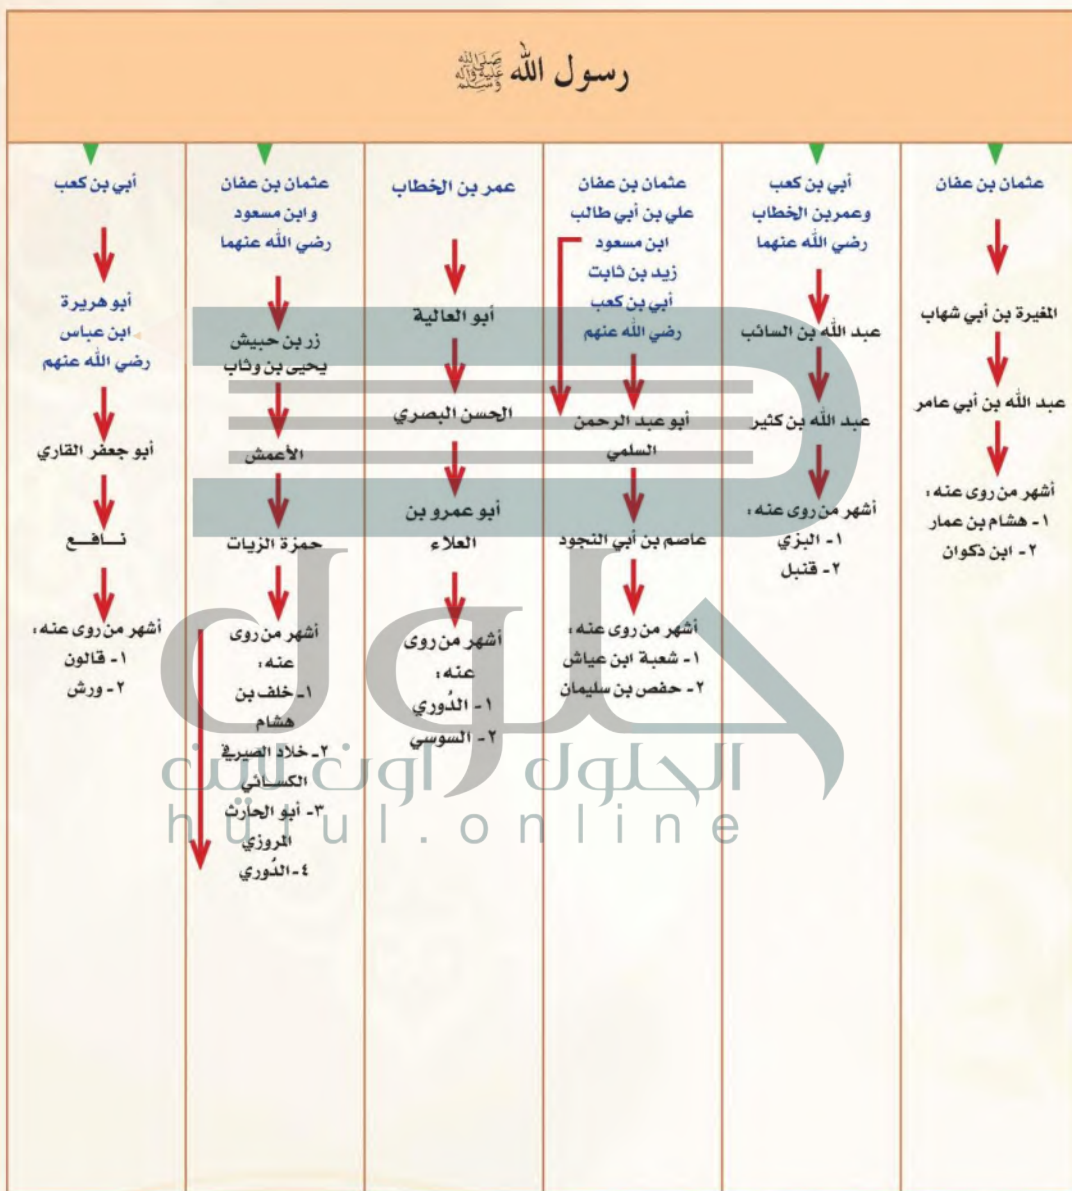 رسول الله ﷺ
عثمان بن عفان
المغيرة بن أبي شهاب
عبد الله بن أبي عامر
أشهر من روى عنه :
١- هشام بن عمار
٢- ابن ذكوان
أبي بن كعب
وعمر بن الخطاب
رضي الله عنهما
عبد الله بن السائب
عبد الله بن كثير
أشهر من روى عنه :
١- البزي
٢- قنبل
عثمان بن عفان
علي بن أبي طالب
ابن مسعود
زيد بن ثابت
أبي بن كعب
رضي الله عنهم
أبو عبد الرحمن
السلمي
عاصم بن أبي النجود
أشهر من روى عنه :
١- شعبة ابن عياش
٢- حفص بن سليمان
عمر بن الخطاب
أبو العالية
الحسن البصري
أبو عمرو بن
العلاء
أشهر من روى
عنه :
١- الدُوري
٢- السوسي
عثمان بن عفان
وابن مسعود
رضي الله عنهما
زر بن حبيش
يحيى بن وثاب
الأعمش
حمزة الزيات
أشهر من روى
عنه :
١- خلف بن
هشام
٢- خلاد الصيرفي
الكسائي
٣- أبو الحارث
المروزي
٤- الدُوري
أبي بن كعب
أبو هريرة
ابن عباس
رضي الله عنهم
أبو جعفر القاري
نافع
أشهر من روى عنه :
١- قالون
٢- ورش
حلول
الحلول اون لاين
hulul.online